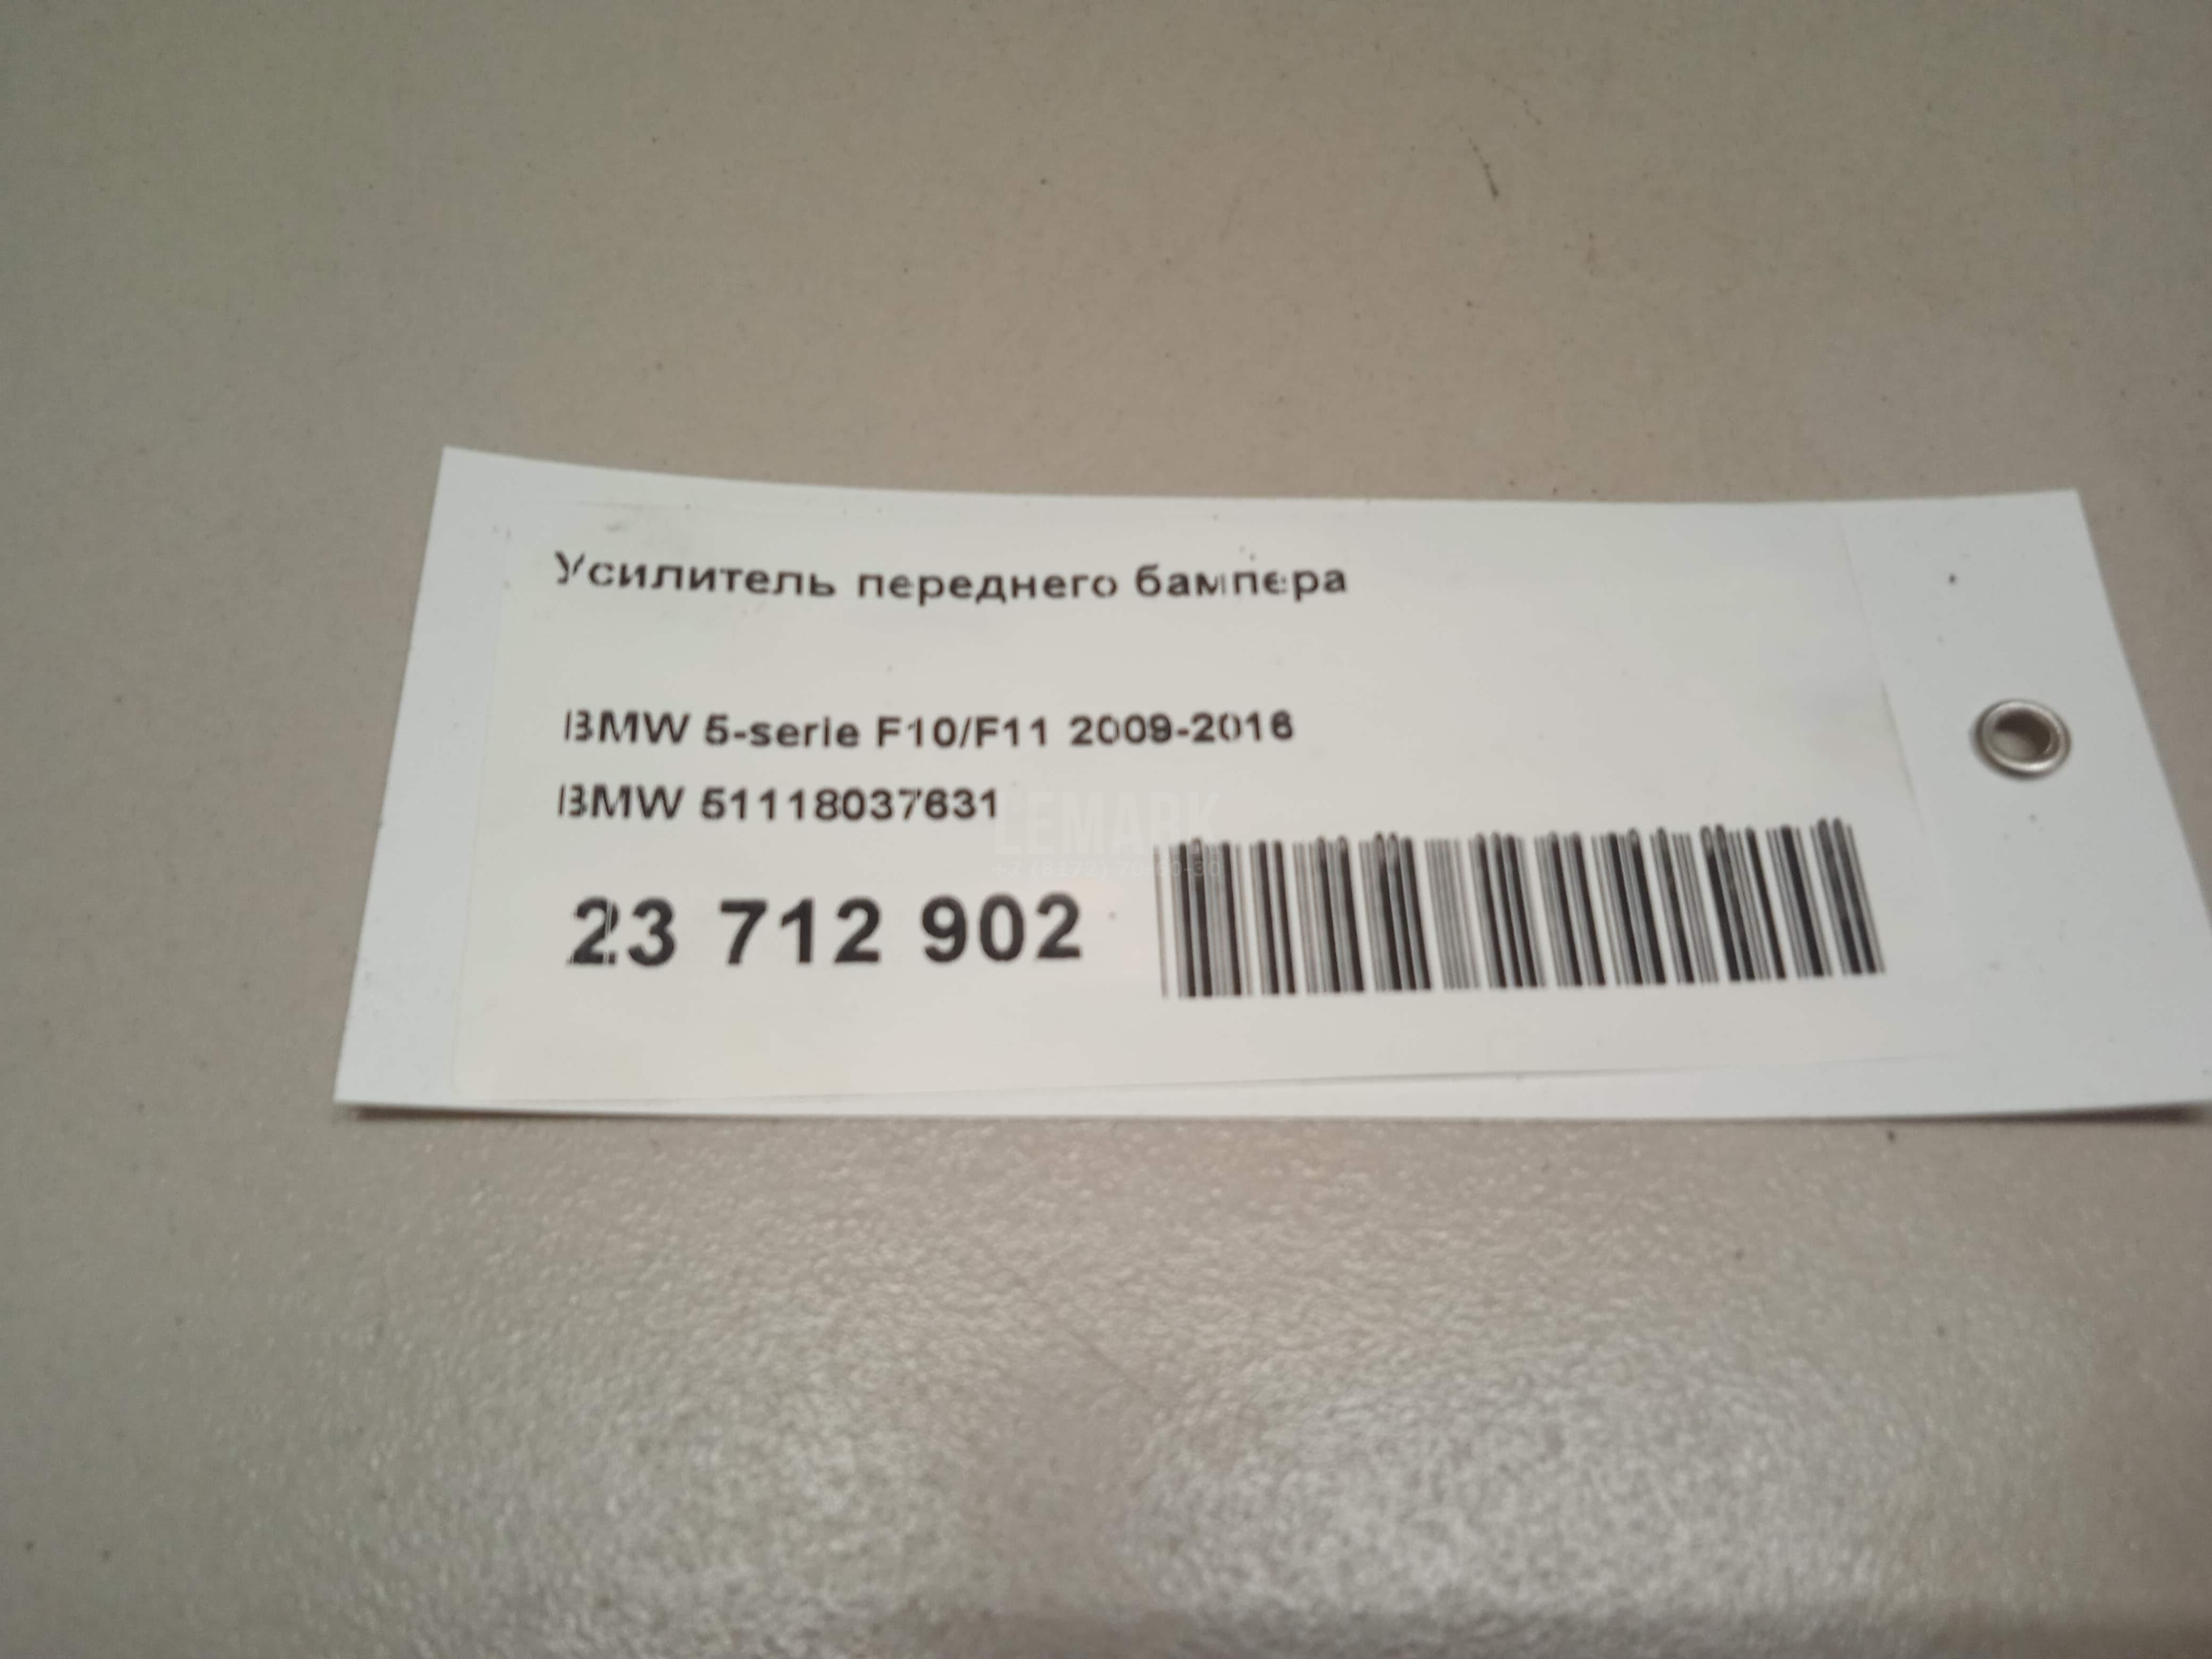 Усилитель переднего бампера
BMW 5-serie F10/F11 2009-2016
BMW 51118037631
LEMARK
23 712 902